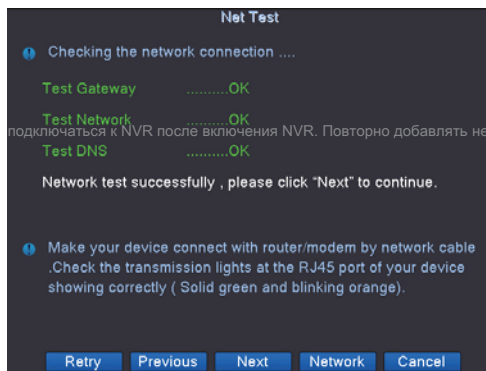 Net Test
Checking the network connection ....
Test Gateway ..........OK
Test Network ..........OK
подключаться к NVR после включения NVR. Повторно добавлять не
Test DNS ..........OK
Network test successfully , please click “Next” to continue.
Make your device connect with router/modem by network cable
.Check the transmission lights at the RJ45 port of your device
showing correctly ( Solid green and blinking orange).
Retry Previous Next Network Cancel